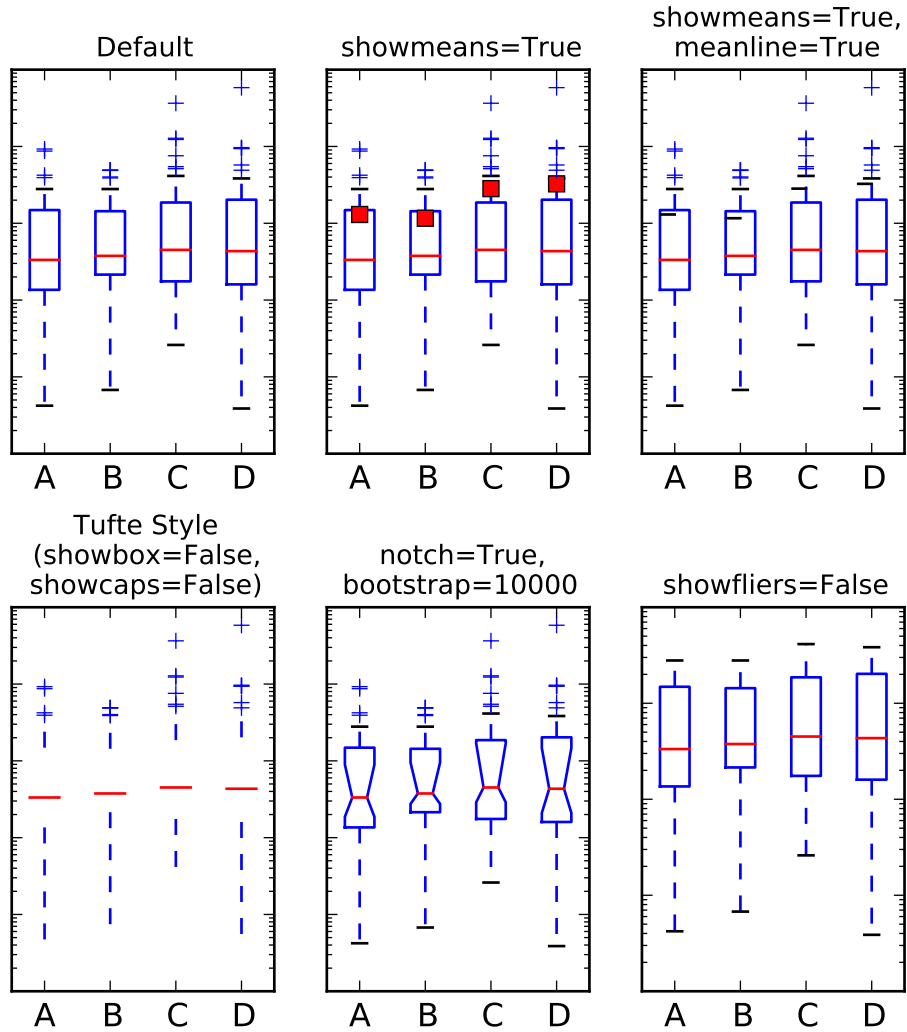 Default
showmeans=True
showmeans=True,
meanline=True
A B C D
A B C D
A B C D
Tufte Style
(showbox=False,
showcaps=False)
notch=True,
bootstrap=10000
showfliers=False
A B C D
A B C D
A B C D